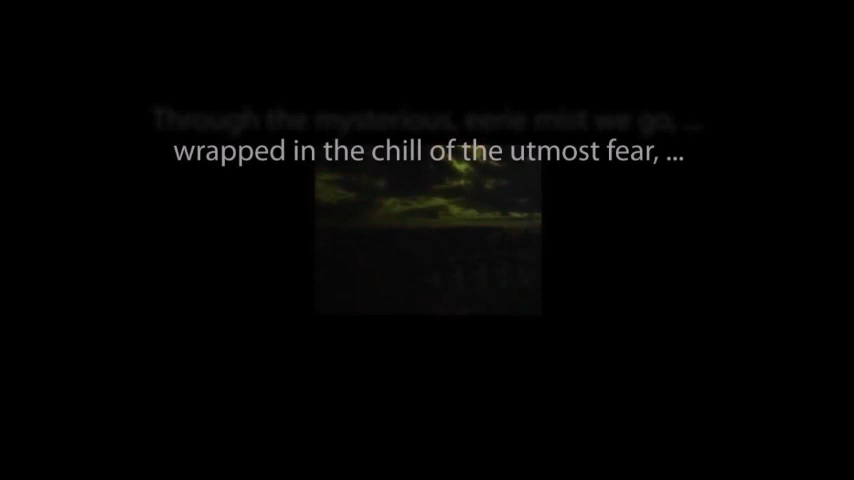 Through the mysterious, eerie mist we go, ...
wrapped in the chill of the utmost fear, ...